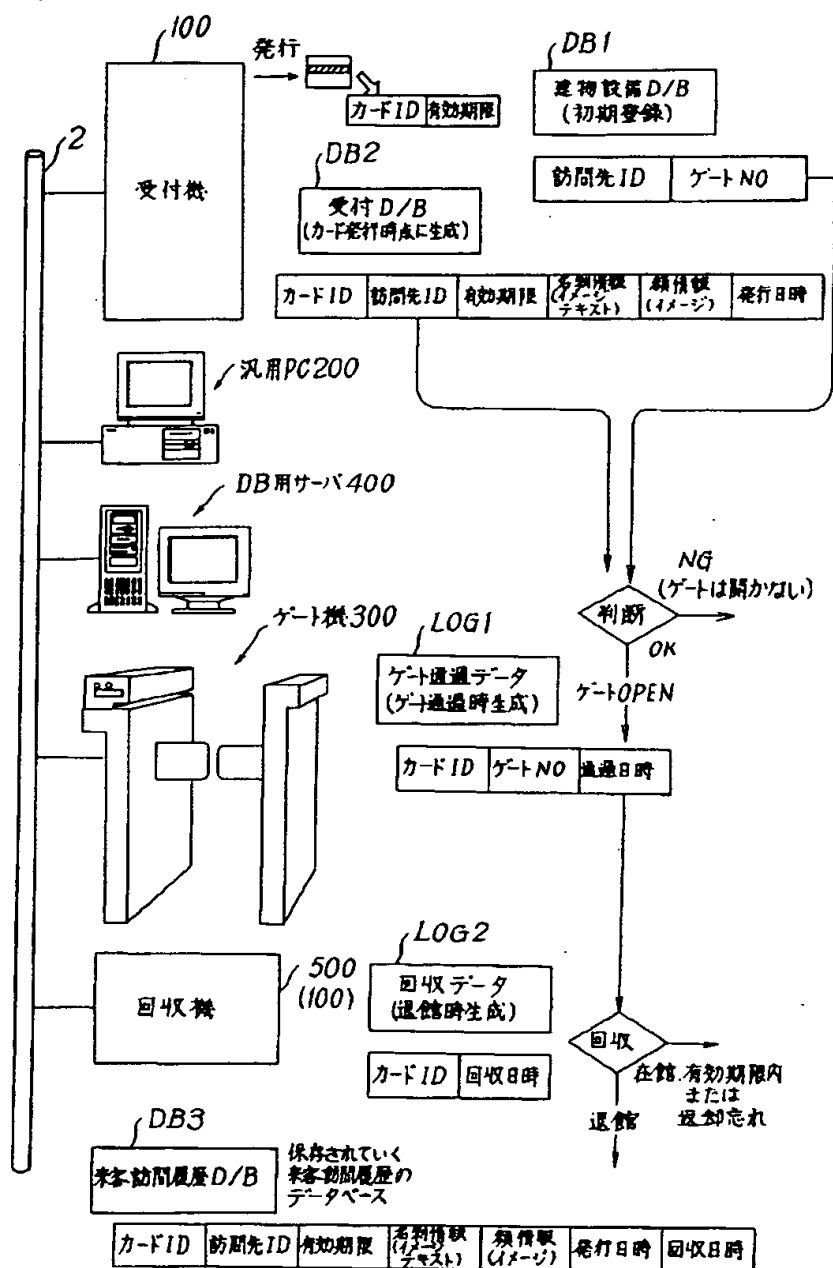 100
発行
カードID 有効期限
DB1
建物設備D/B
(初期登録)
訪問先ID ゲートNO
2
受付機
DB2
受付D/B
(カード発行時点に生成)
カードID 訪問先ID 有効期限 名刺情報(イメージテキスト) 顔情報(イメージ) 発行日時
汎用PC200
DB用サーバ400
ゲート機300
NG
(ゲートは開かない)
判断
OK
ゲートOPEN
LOG1
ゲート通過データ
(ゲート通過時生成)
カードID ゲートNO 通過日時
回収機
500
(100)
LOG2
回収データ
(退館時生成)
カードID 回収日時
回収
在館.有効期限内
または
返却忘れ
退館
DB3
来客訪問履歴D/B
保存されていく
来客訪問履歴の
データベース
カードID 訪問先ID 有効期限 名刺情報(イメージテキスト) 顔情報(イメージ) 発行日時 回収日時